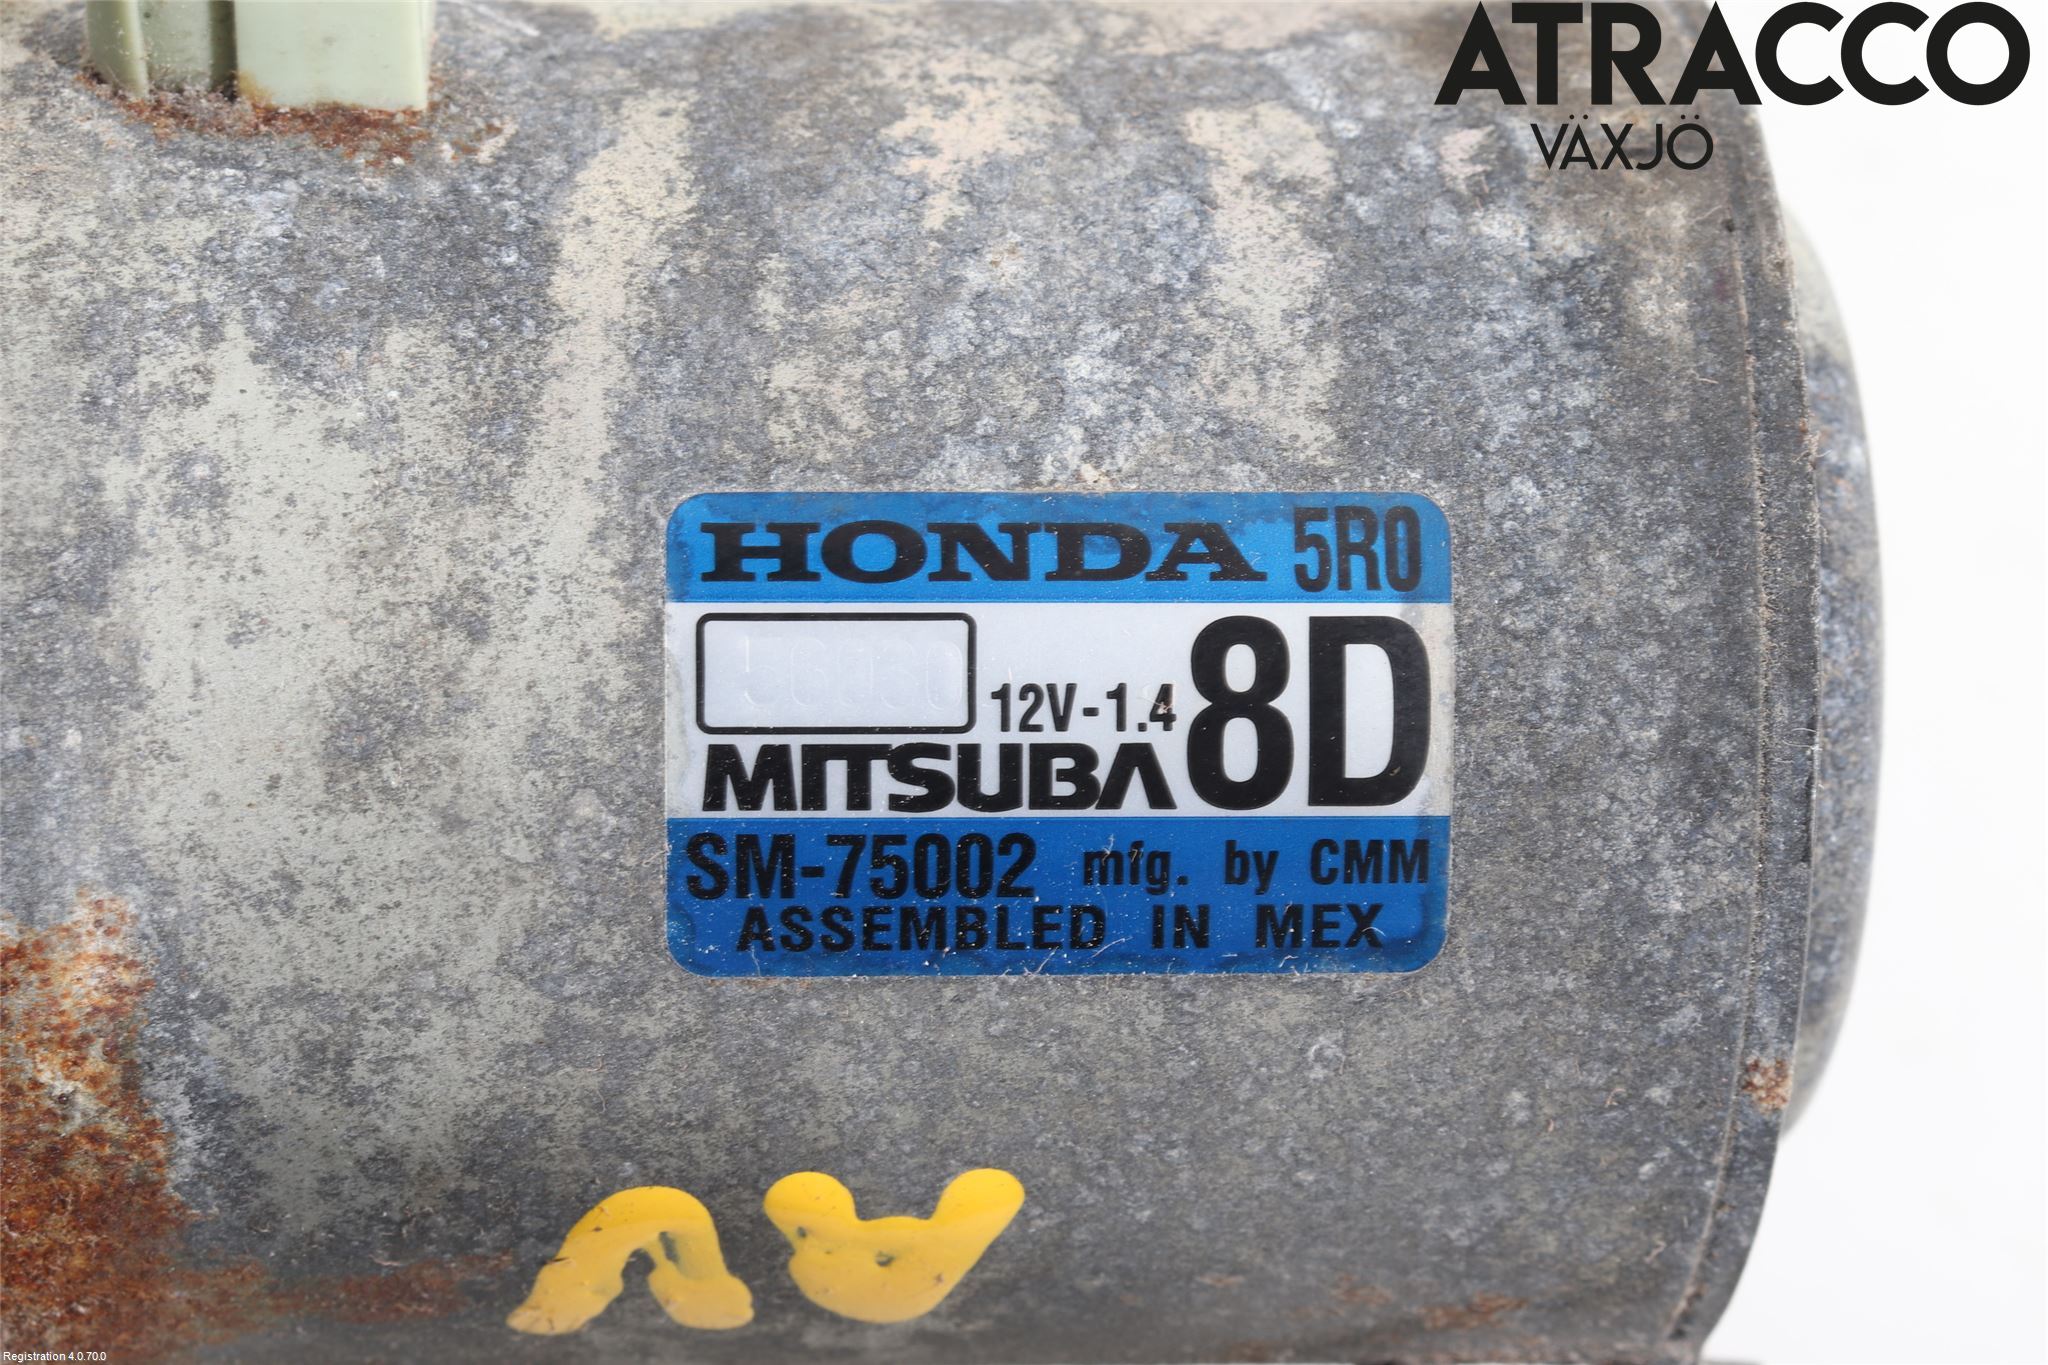 ATRACCO
VÄXJÖ
HONDA 5R0
8D
12V-1.4
MITSUBA
SM-75002 mfg. by CMM
ASSEMBLED IN MEX
Registration 4.0.70.0